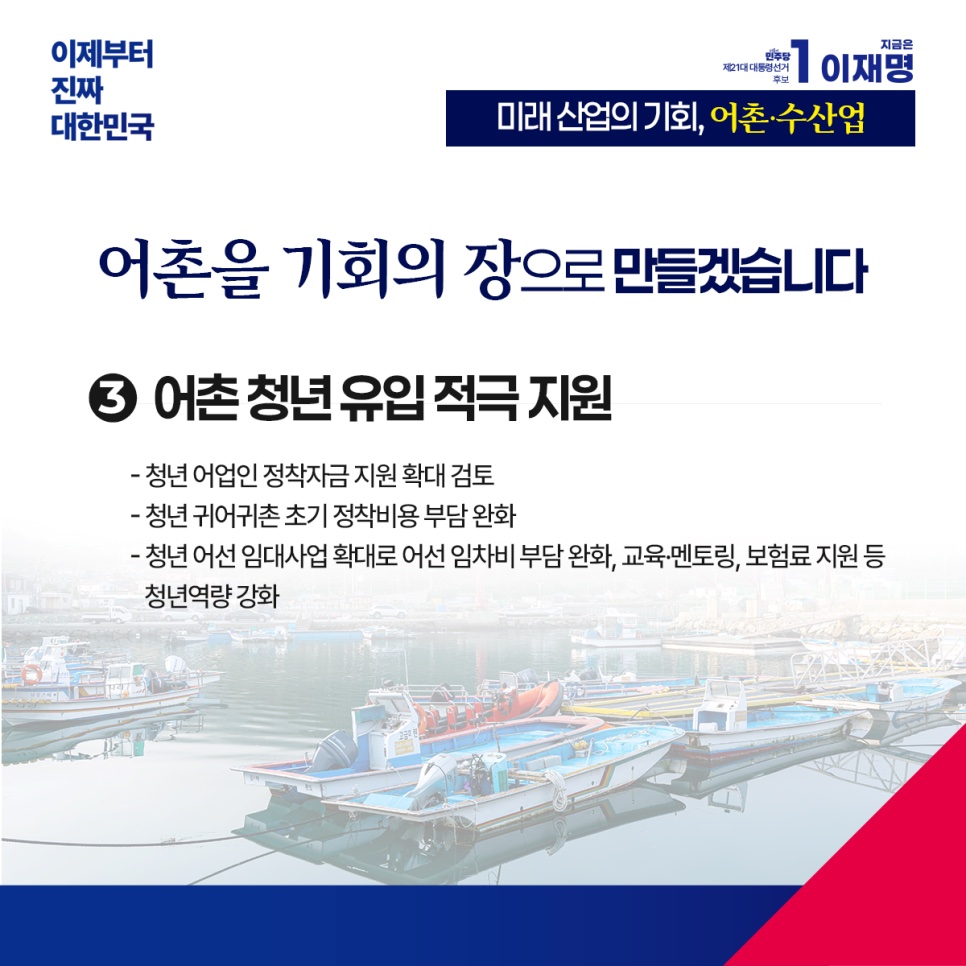 이제부터
진짜
대한민국
민주당
제21대 대통령선거
후보
1
지금은
이재명
미래 산업의 기회, 어촌·수산업
어촌을 기회의 장으로 만들겠습니다
3 어촌 청년 유입 적극 지원
- 청년 어업인 정착자금 지원 확대 검토
- 청년 귀어귀촌 초기 정착비용 부담 완화
- 청년 어선 임대사업 확대로 어선 임차비 부담 완화, 교육·멘토링, 보험료 지원 등
청년역량 강화